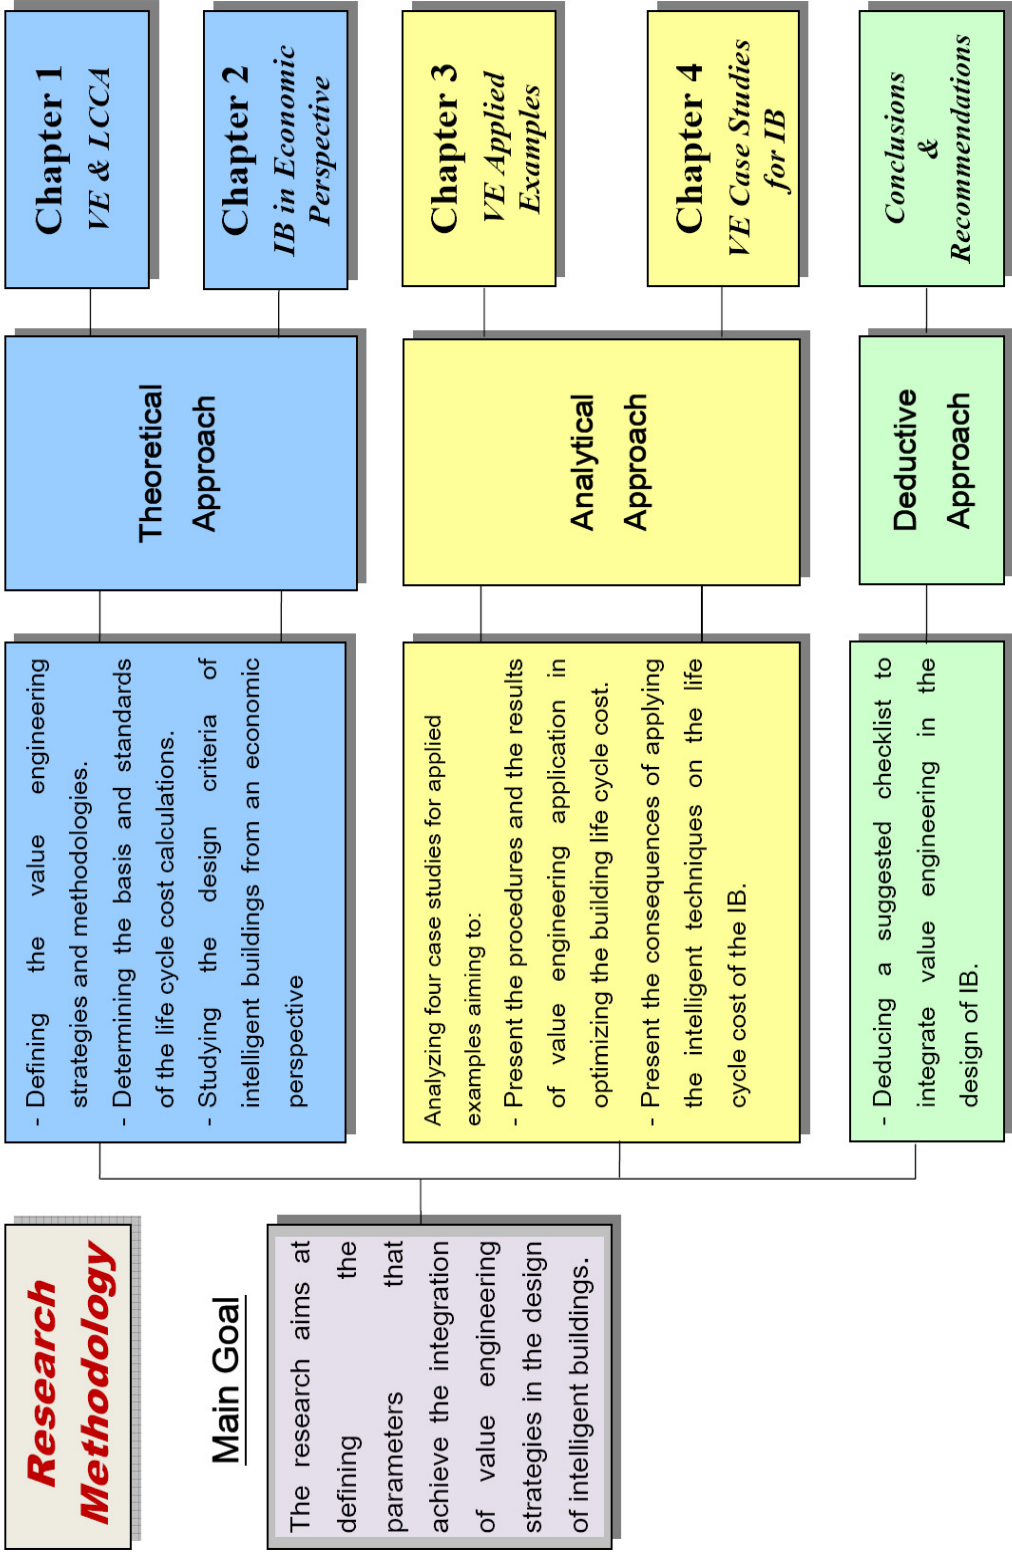 Research
Methodology
Main Goal
The research aims at
defining the
parameters that
achieve the integration
of value engineering
strategies in the design
of intelligent buildings.
- Defining the value engineering
strategies and methodologies.
- Determining the basis and standards
of the life cycle cost calculations.
- Studying the design criteria of
intelligent buildings from an economic
perspective
Theoretical
Approach
Chapter 1
VE & LCCA
Chapter 2
IB in Economic
Perspective
Analyzing four case studies for applied
examples aiming to:
- Present the procedures and the results
of value engineering application in
optimizing the building life cycle cost.
- Present the consequences of applying
the intelligent techniques on the life
cycle cost of the IB.
Analytical
Approach
Chapter 3
VE Applied
Examples
Chapter 4
VE Case Studies
for IB
- Deducing a suggested checklist to
integrate value engineering in the
design of IB.
Deductive
Approach
Conclusions
&
Recommendations